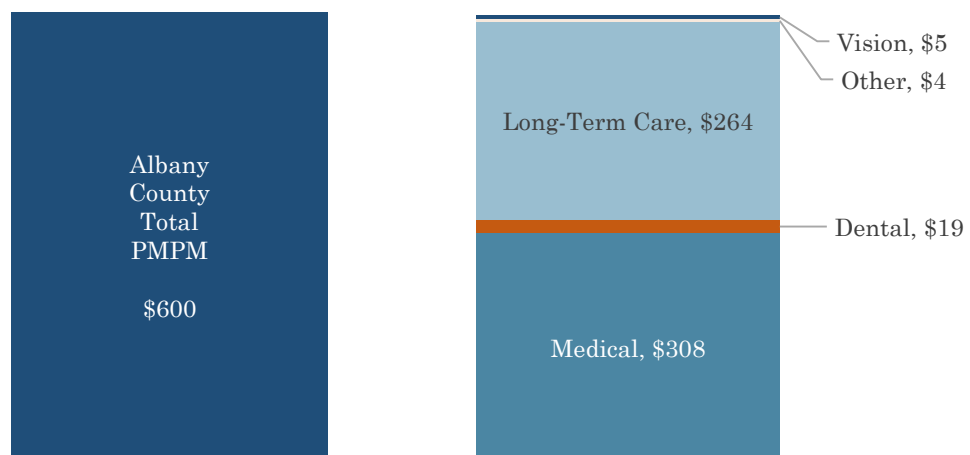 Albany
County
Total
PMPM
$600
Vision, $5
Other, $4
Long-Term Care, $264
Dental, $19
Medical, $308